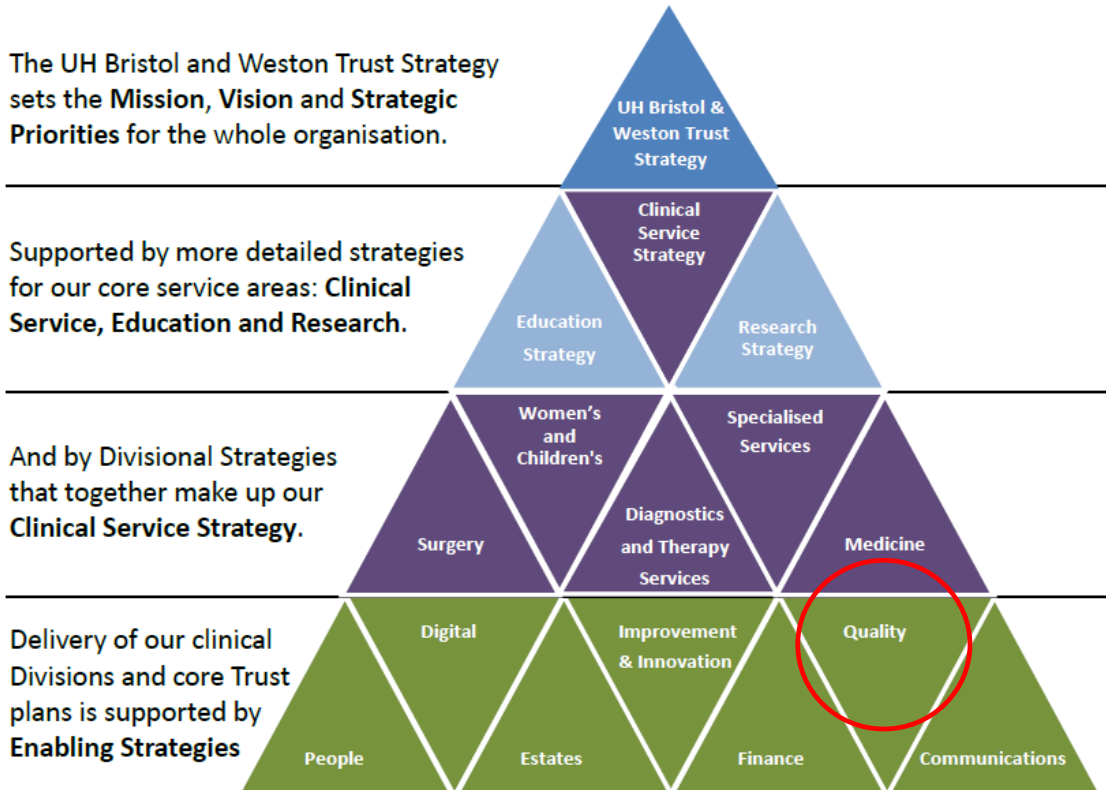 The UH Bristol and Weston Trust Strategy
sets the Mission, Vision and Strategic
Priorities for the whole organisation.
UH Bristol &
Weston Trust
Strategy
Supported by more detailed strategies
for our core service areas: Clinical
Service, Education and Research.
Clinical
Service
Strategy
Education
Strategy
Research
Strategy
And by Divisional Strategies
that together make up our
Clinical Service Strategy.
Women’s
and
Children's
Specialised
Services
Surgery
Diagnostics
and Therapy
Services
Medicine
Delivery of our clinical
Divisions and core Trust
plans is supported by
Enabling Strategies
Digital
Improvement
& Innovation
Quality
People
Estates
Finance
Communications